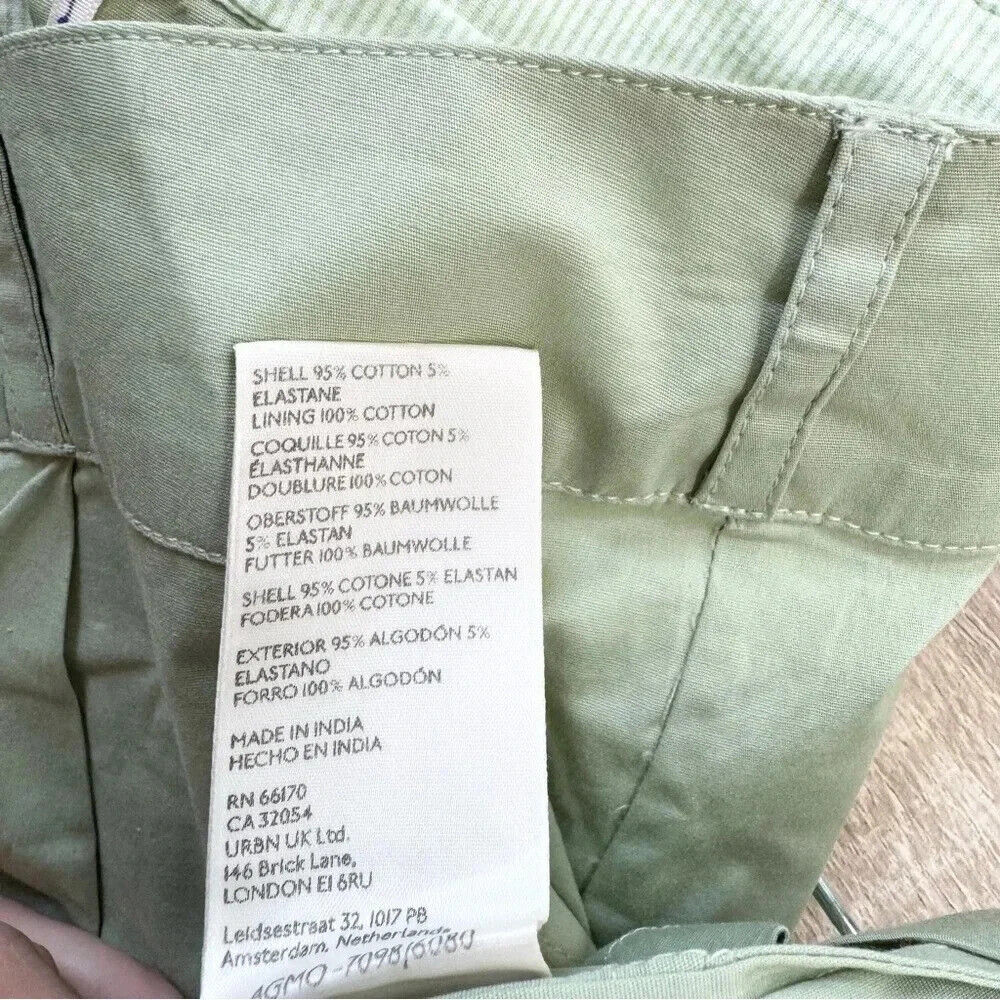 SHELL 95% COTTON 5%
ELASTANE
LINING 100% COTTON
COQUILLE 95% COTON 5%
ÉLASTHANNE
DOUBLURE 100% COTON
OBERSTOFF 95% BAUMWOLLE
5% ELASTAN
FUTTER 100% BAUMWOLLE
SHELL 95% COTONE 5% ELASTAN
FODERA 100% COTONE
EXTERIOR 95% ALGODÓN 5%
ELASTANO
FORRO 100% ALGODÓN
MADE IN INDIA
HECHO EN INDIA
RN 66170
CA 32054
URBN UK Ltd.
146 Brick Lane,
LONDON E1 6RU
Leidsestraat 32, 1017 PB
Amsterdam, Netherlands